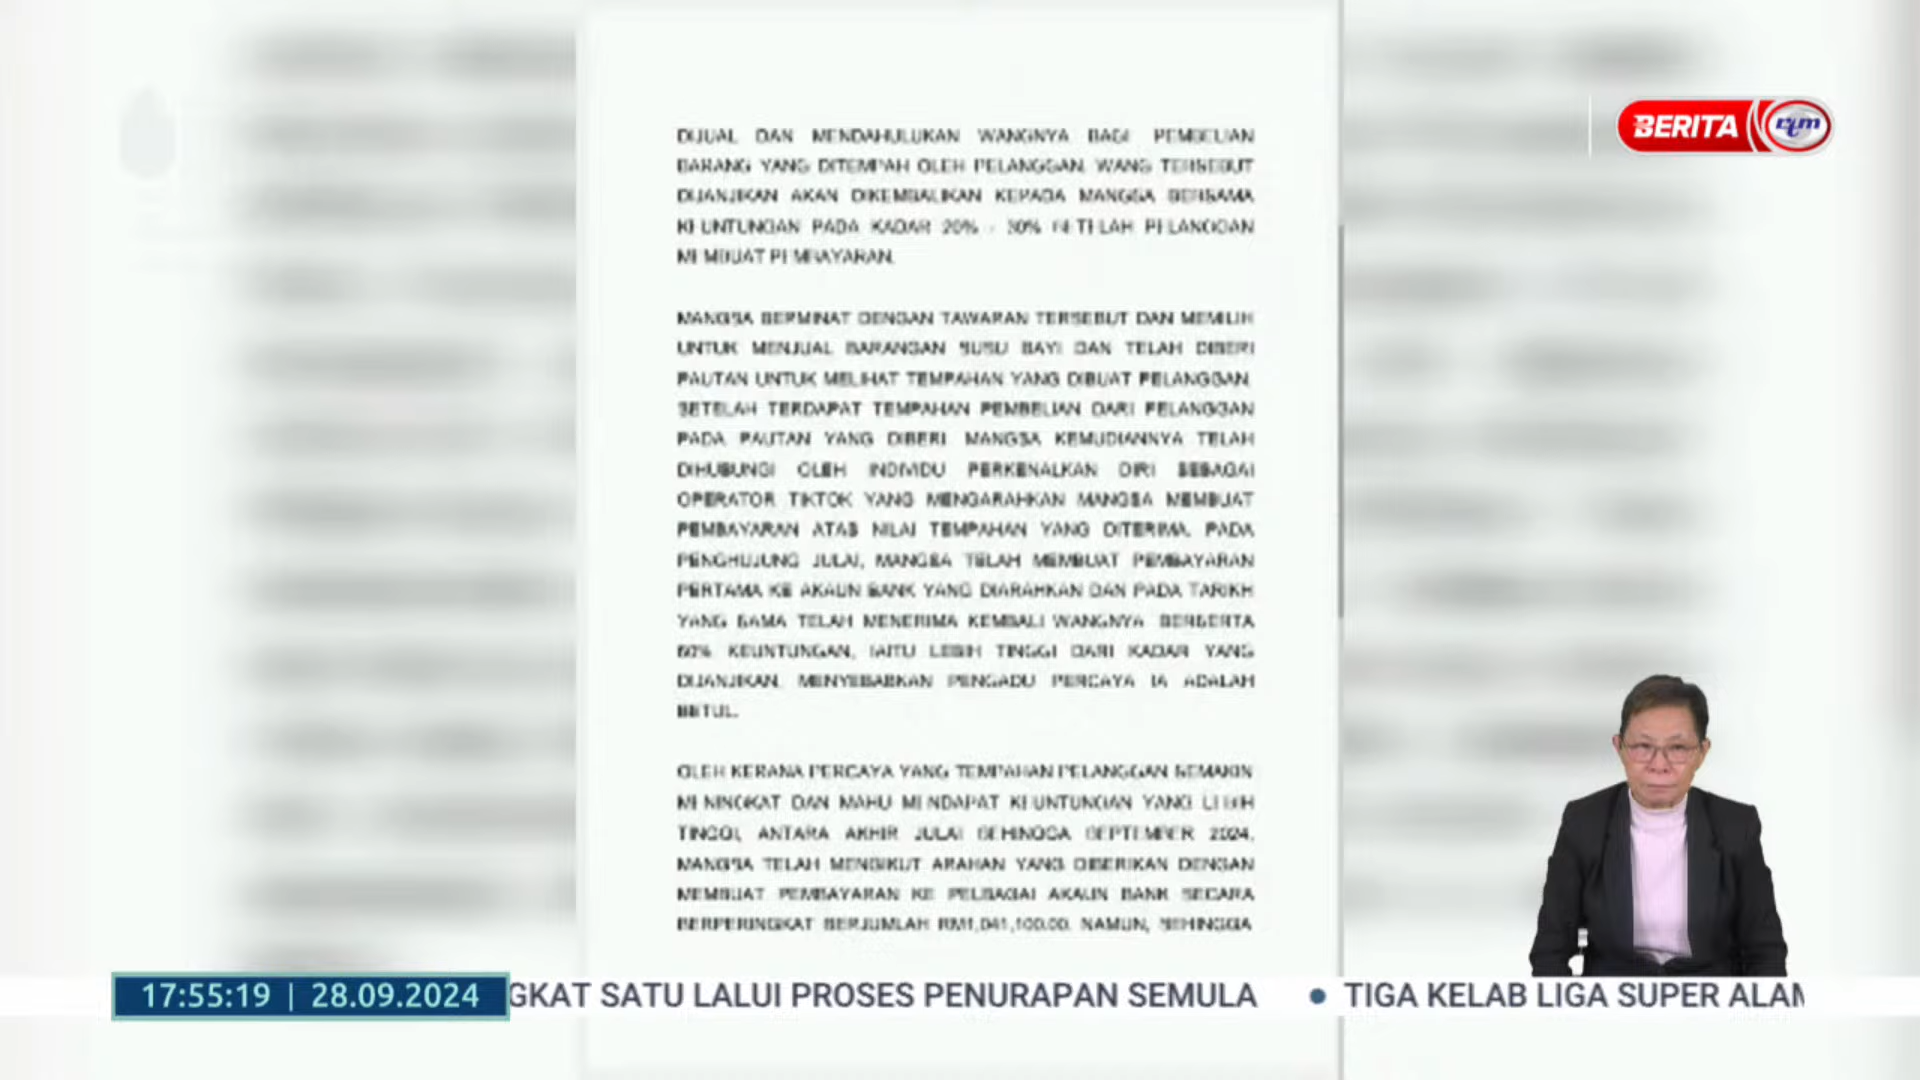 DIJUAL DAN MENDAHULUKAN WANGNYA BAGI PEMBELIAN
BARANG YANG DITEMPAH OLEH PELANGGAN. WANG TERSEBUT
DIJANJIKAN AKAN DIKEMBALIKAN KEPADA MANGSA BERSAMA
KEUNTUNGAN PADA KADAR 20% - 30% SETELAH PELANGGAN
MEMBUAT PEMBAYARAN.
MANGSA BERMINAT DENGAN TAWARAN TERSEBUT DAN MEMILIH
UNTUK MENJUAL BARANGAN SUSU BAYI DAN TELAH DIBERI
PAUTAN UNTUK MELIHAT TEMPAHAN YANG DIBUAT PELANGGAN.
SETELAH TERDAPAT TEMPAHAN PEMBELIAN DARI PELANGGAN
PADA PAUTAN YANG DIBERI. MANGSA KEMUDIANNYA TELAH
DIHUBUNGI OLEH INDIVIDU PERKENALKAN DIRI SEBAGAI
OPERATOR TIKTOK YANG MENGARAHKAN MANGSA MEMBUAT
PEMBAYARAN ATAS NILAI TEMPAHAN YANG DITERIMA. PADA
PENGHUJUNG JULAI, MANGSA TELAH MEMBUAT PEMBAYARAN
PERTAMA KE AKAUN BANK YANG DIARAHKAN DAN PADA TARIKH
YANG SAMA TELAH MENERIMA KEMBALI WANGNYA BERSERTA
60% KEUNTUNGAN, IAITU LEBIH TINGGI DARI KADAR YANG
DIJANJIKAN. MENYEBABKAN PENGADU PERCAYA IA ADALAH
BETUL.
OLEH KERANA PERCAYA YANG TEMPAHAN PELANGGAN SEMAKIN
MENINGKAT DAN MAHU MENDAPAT KEUNTUNGAN YANG LEBIH
TINGGI, ANTARA AKHIR JULAI SEHINGGA SEPTEMBER 2024,
MANGSA TELAH MENGIKUT ARAHAN YANG DIBERIKAN DENGAN
MEMBUAT PEMBAYARAN KE PELBAGAI AKAUN BANK SECARA
BERPERINGKAT BERJUMLAH RM1,041,100.00. NAMUN, SEHINGGA
BERITA rtm
17:55:19 | 28.09.2024 GKAT SATU LALUI PROSES PENURAPAN SEMULA • TIGA KELAB LIGA SUPER ALAM